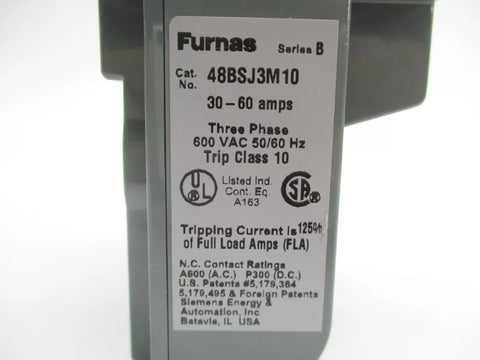 Furnas Series B
Cat. No. 48BSJ3M10
30-60 amps
Three Phase
600 VAC 50/60 Hz
Trip Class 10
UL Listed Ind. Cont. Eq. A163 SA
Tripping Current is 125%
of Full Load Amps (FLA)
N.C. Contact Ratings
A600 (A.C.) P300 (D.C.)
U.S. Patents #5,179,364
5,179,495 & Foreign Patents
Siemens Energy &
Automation, Inc.
Batavia, IL USA